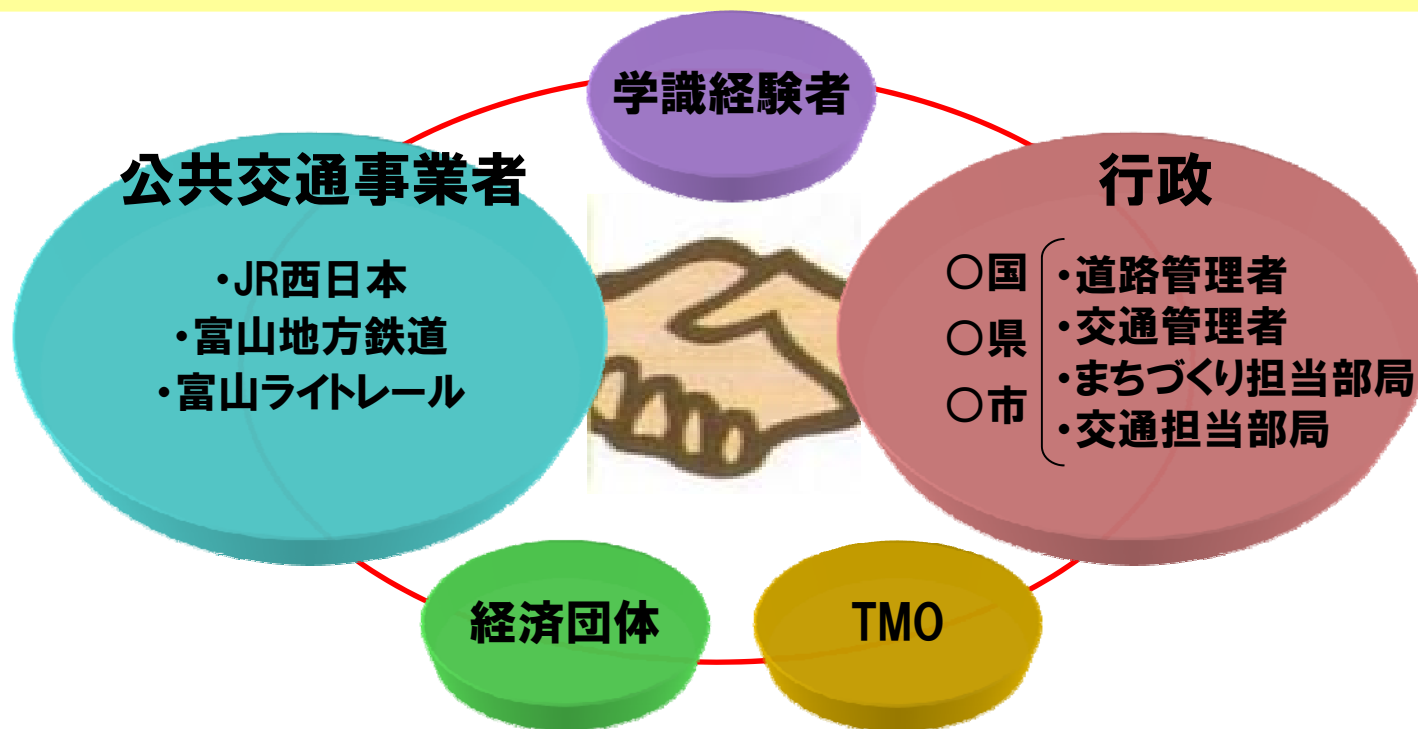 学識経験者
公共交通事業者
・JR西日本
・富山地方鉄道
・富山ライトレール
行政
○国
○県
○市
・道路管理者
・交通管理者
・まちづくり担当部局
・交通担当部局
経済団体
TMO